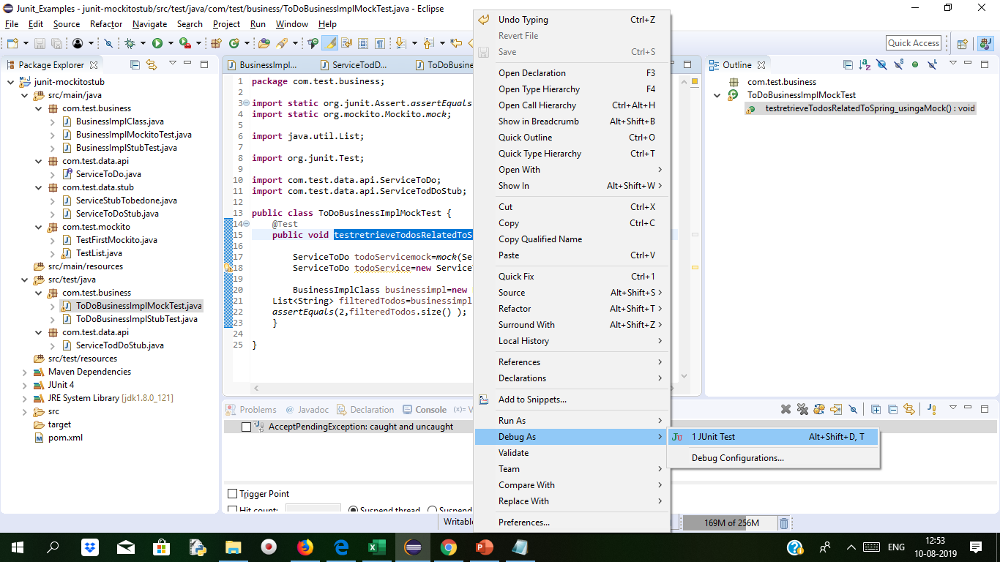 Junit_Examples - junit-mockitostub/src/test/java/com/test/business/ToDoBusinessImplMockTest.java - Eclipse
File Edit Source Refactor Navigate Search Project Run Window Help
Quick Access
Package Explorer
junit-mockitostub
src/main/java
com.test.business
BusinessImplClass.java
BusinessImplMockitoTest.java
BusinessImplStubTest.java
com.test.data.api
ServiceToDo.java
com.test.data.stub
ServiceStubTobedone.java
ServiceToDoStub.java
com.test.mockito
TestFirstMockito.java
TestList.java
src/main/resources
src/test/java
com.test.business
ToDoBusinessImplMockTest.java
ToDoBusinessImplStubTest.java
com.test.data.api
ServiceTodDoStub.java
src/test/resources
Maven Dependencies
JUnit 4
JRE System Library [jdk1.8.0_121]
src
target
pom.xml
BusinessImpl... ServiceTodD... ToDoBusine
1 package com.test.business;
2
3 import static org.junit.Assert.assertEquals
4 import static org.mockito.Mockito.mock;
5
6 import java.util.List;
7
8 import org.junit.Test;
9
10 import com.test.data.api.ServiceToDo;
11 import com.test.data.api.ServiceTodDoStub;
12
13 public class ToDoBusinessImplMockTest {
14 @Test
15 public void testretrieveTodosRelatedToS
16
17 ServiceToDo todoServicemock=mock(Se
18 ServiceToDo todoService=new ServiceT
19
20 BusinessImplClass businessimpl=new
21 List<String> filteredTodos=businessimpl
22 assertEquals(2,filteredTodos.size() );
23 }
24
25 }
Undo Typing Ctrl+Z
Revert File
Save Ctrl+S
Open Declaration F3
Open Type Hierarchy F4
Open Call Hierarchy Ctrl+Alt+H
Show in Breadcrumb Alt+Shift+B
Quick Outline Ctrl+O
Quick Type Hierarchy Ctrl+T
Open With
Show In Alt+Shift+W
Cut Ctrl+X
Copy Ctrl+C
Copy Qualified Name
Paste Ctrl+V
Quick Fix Ctrl+1
Source Alt+Shift+S
Refactor Alt+Shift+T
Surround With Alt+Shift+Z
Local History
References
Declarations
Add to Snippets...
Run As
Debug As
Validate
Team
Compare With
Replace With
Preferences...
1 JUnit Test Alt+Shift+D, T
Debug Configurations...
Outline
com.test.business
ToDoBusinessImplMockTest
testretrieveTodosRelatedToSpring_usingaMock() : void
Problems @ Javadoc Declaration Console (x)= V
AcceptPendingException: caught and uncaught
Trigger Point
Hit count: Suspend thread Suspend
Writable
169M of 256M
ENG
12:53
10-08-2019